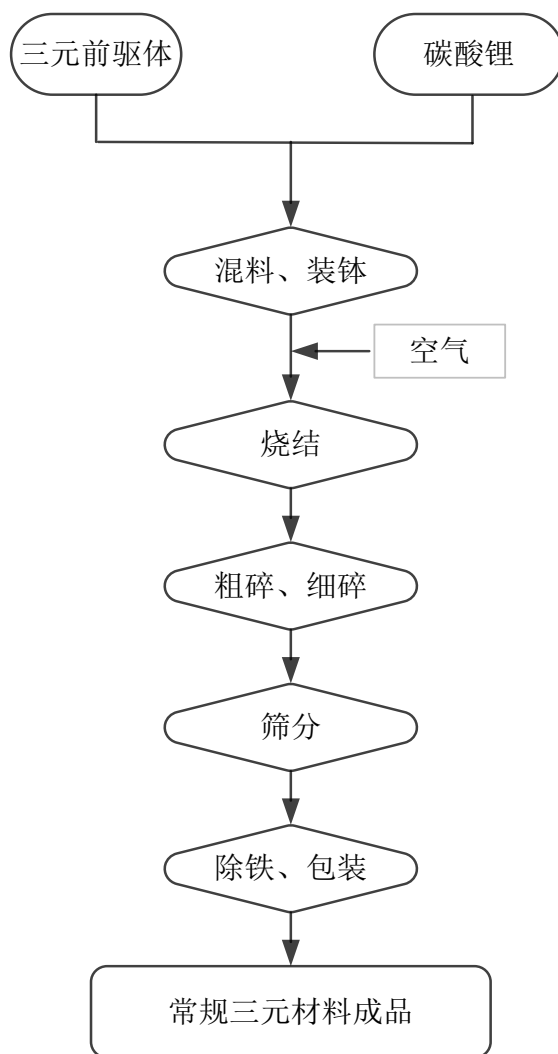 三元前驱体
碳酸锂
混料、装钵
空气
烧结
粗碎、细碎
筛分
除铁、包装
常规三元材料成品